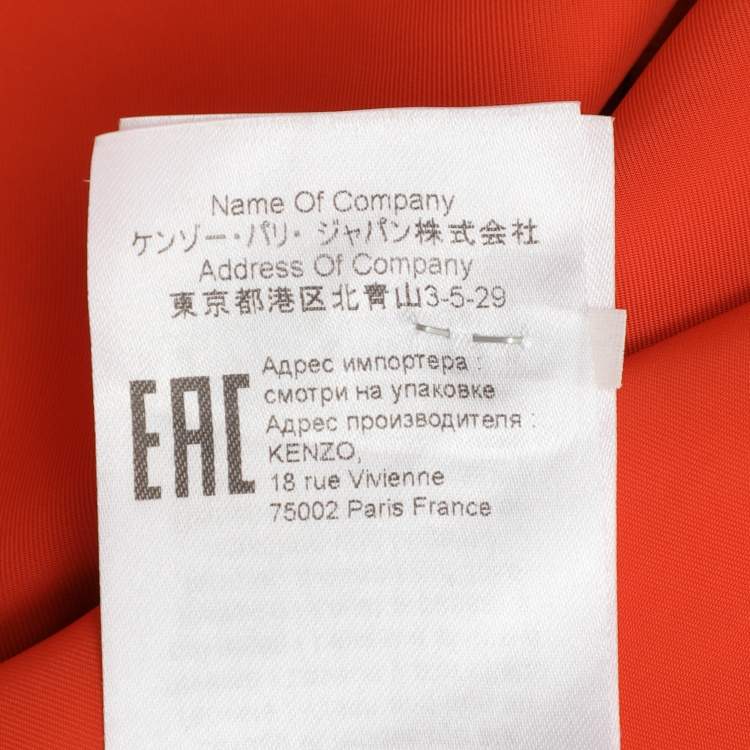 Name Of Company
ケンゾー・パリ・ ジャパン株式会社
Address Of Company
東京都港区北青山3-5-29
EAC
Адрес импортера :
смотри на упаковке
Адрес производителя :
KENZO,
18 rue Vivienne
75002 Paris France